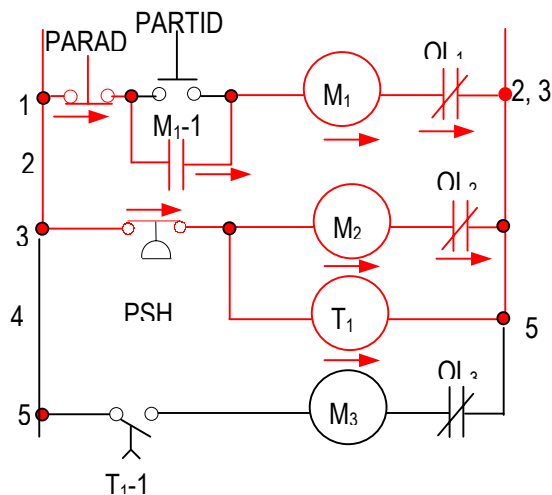 PARTID
PARAD
OL1
1
M1
2, 3
M1-1
2
OL2
3
M2
PSH
4
T1
5
OL3
5
M3
T1-1